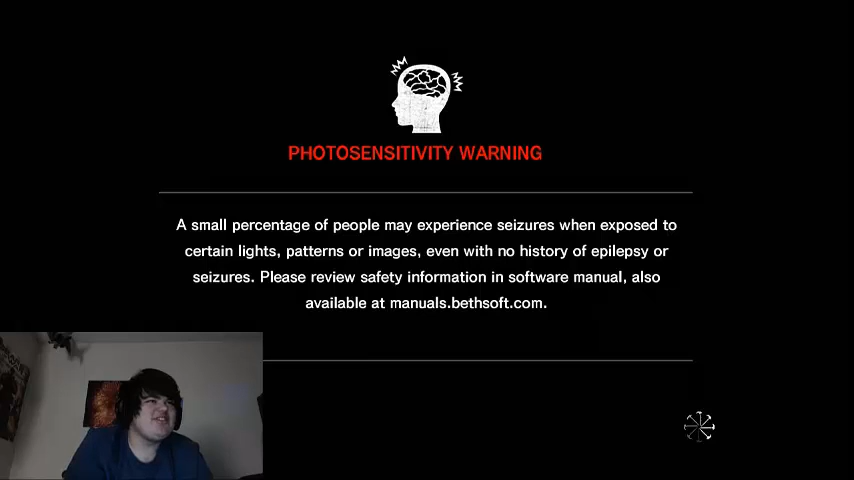 PHOTOSENSITIVITY WARNING
A small percentage of people may experience seizures when exposed to
certain lights, patterns or images, even with no history of epilepsy or
seizures. Please review safety information in software manual, also
available at manuals.bethsoft.com.